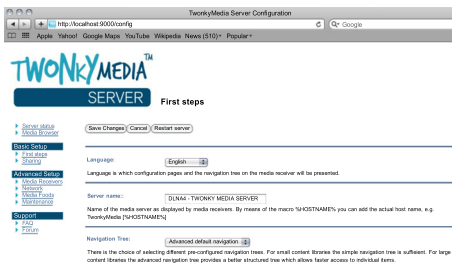 TwonkyMedia Server Configuration
http://localhost:9000/config
Google
Apple Yahoo! Google Maps YouTube Wikipedia News (510) Popular
TWONKYMEDIA™
SERVER
First steps
Server status
Media Browser
Save Changes Cancel Restart server
Basic Setup
First steps
Sharing
Language:
English
Language in which configuration pages and the navigation tree on the media receiver will be presented.
Advanced Setup
Media Receivers
Network
Media Feeds
Maintenance
Server name::
DLNA4 - TWONKY MEDIA SERVER
Name of the media server as displayed by media receivers. By means of the macro %HOSTNAME% you can add the actual host name, e.g.
TwonkyMedia [%HOSTNAME%]
Support
FAQ
Forum
Navigation Tree:
Advanced default navigation
There is the choice of selecting different pre-configured navigation trees. For small content libraries the simple navigation tree is suffieient. For large
content libraries the advanced navigation tree provides a better structured tree which allows faster access to individual items.